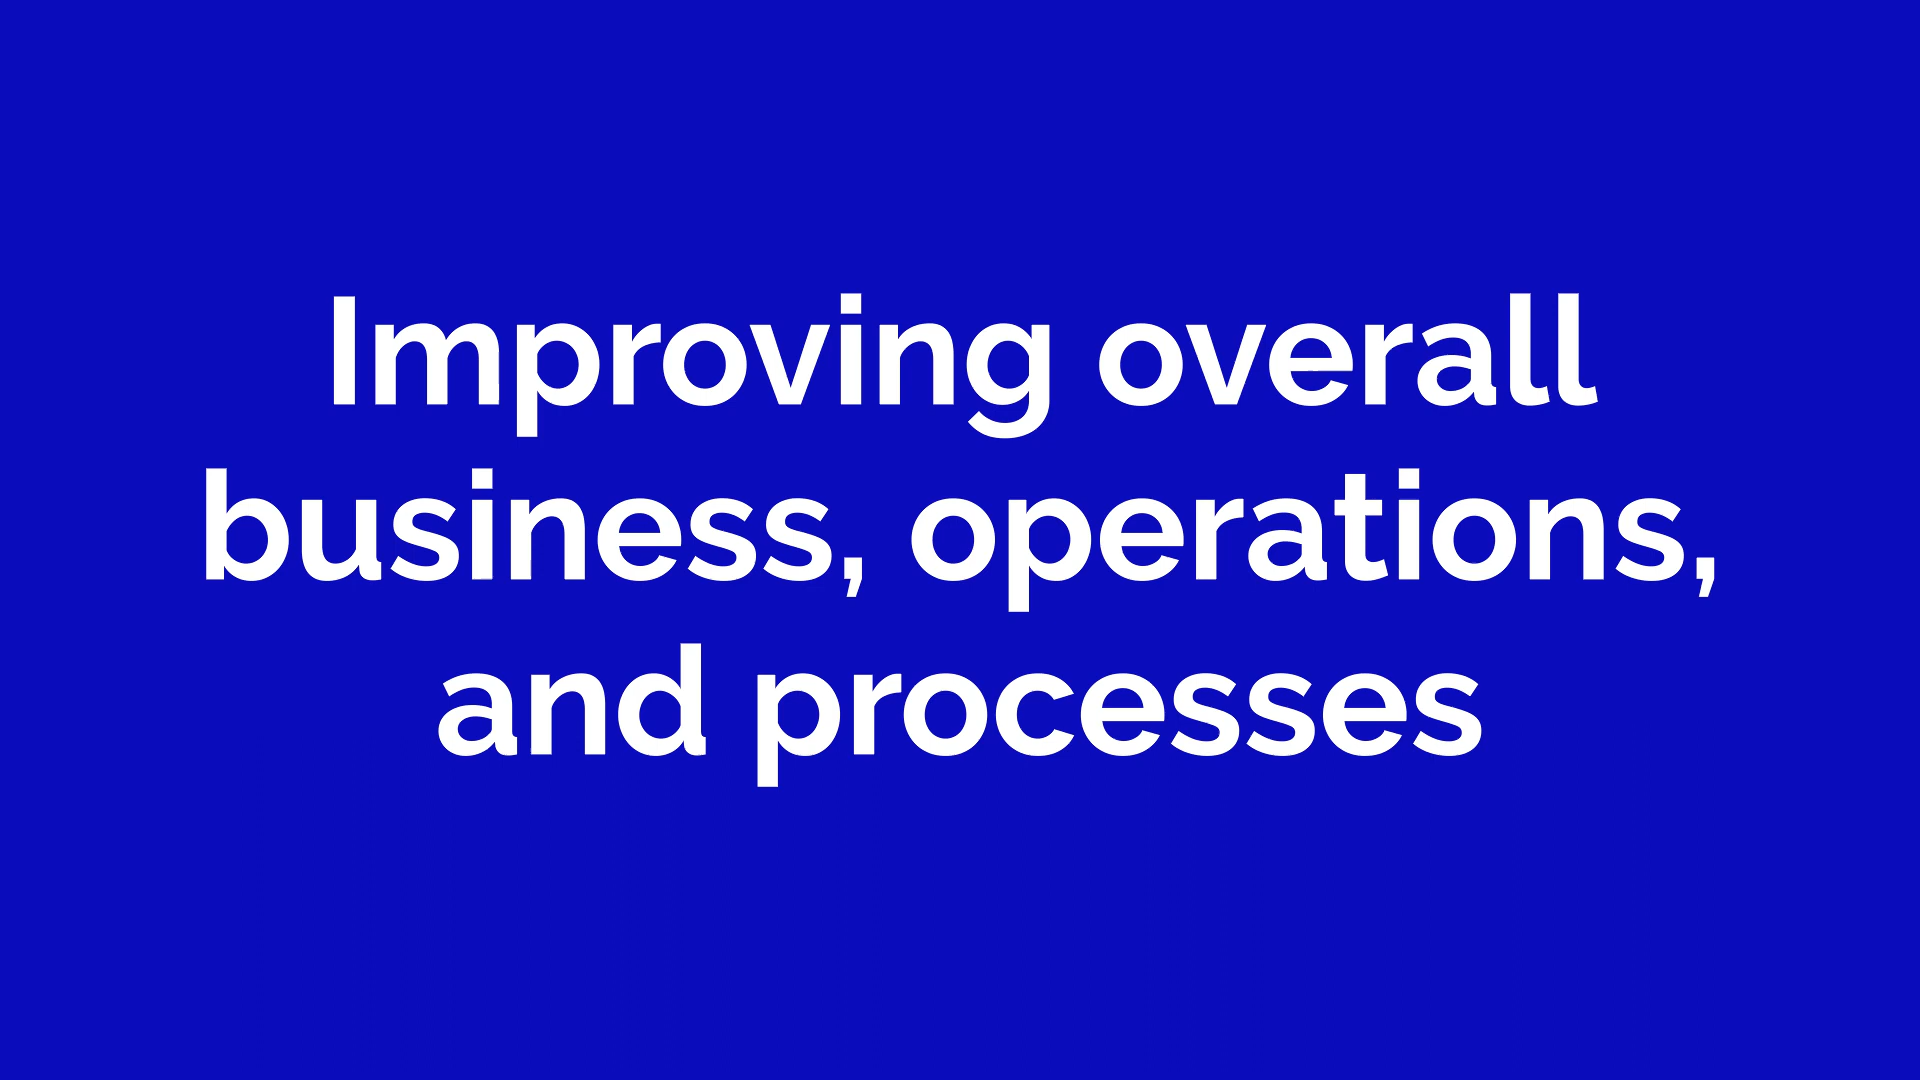 Improving overall
business, operations,
and processes